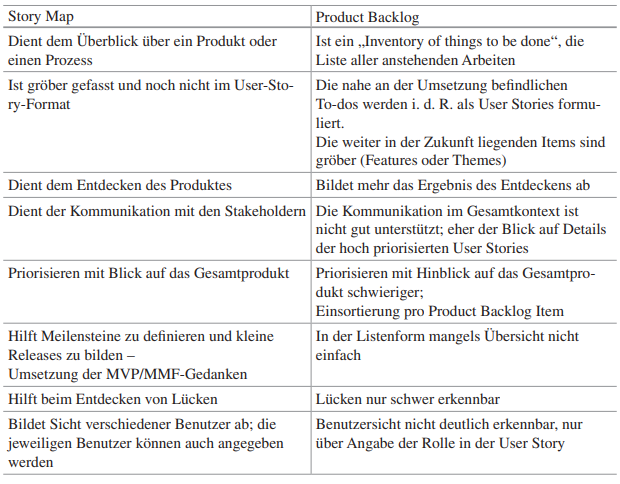 Story Map
Product Backlog
Dient dem Überblick über ein Produkt oder
einen Prozess
Ist ein „Inventory of things to be done“, die
Liste aller anstehenden Arbeiten
Ist gröber gefasst und noch nicht im User-Sto-
ry-Format
Die nahe an der Umsetzung befindlichen
To-dos werden i. d. R. als User Stories formu-
liert.
Die weiter in der Zukunft liegenden Items sind
gröber (Features oder Themes)
Dient dem Entdecken des Produktes
Bildet mehr das Ergebnis des Entdeckens ab
Dient der Kommunikation mit den Stakeholdern
Die Kommunikation im Gesamtkontext ist
nicht gut unterstützt; eher der Blick auf Details
der hoch priorisierten User Stories
Priorisieren mit Blick auf das Gesamtprodukt
Priorisieren mit Hinblick auf das Gesamtpro-
dukt schwieriger;
Einsortierung pro Product Backlog Item
Hilft Meilensteine zu definieren und kleine
Releases zu bilden –
Umsetzung der MVP/MMF-Gedanken
In der Listenform mangels Übersicht nicht
einfach
Hilft beim Entdecken von Lücken
Lücken nur schwer erkennbar
Bildet Sicht verschiedener Benutzer ab; die
jeweiligen Benutzer können auch angegeben
werden
Benutzersicht nicht deutlich erkennbar, nur
über Angabe der Rolle in der User Story